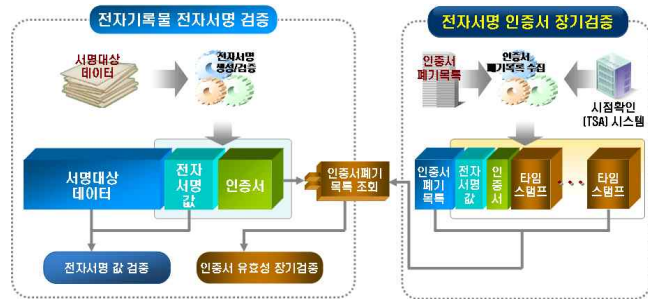 전자기록물 전자서명 검증
서명대상
데이터
전자서명
생성/검증
서명대상
데이터
전자
서명
값
인증서
인증서폐기
목록 조회
전자서명 값 검증
인증서 유효성 장기검증
전자서명 인증서 장기검증
인증서
폐기목록
인증서
폐기목록 수집
시점확인
(TSA) 시스템
인증서
폐기
목록
전자
서명
값
인
증
서
타임
스탬프
타임
스탬프